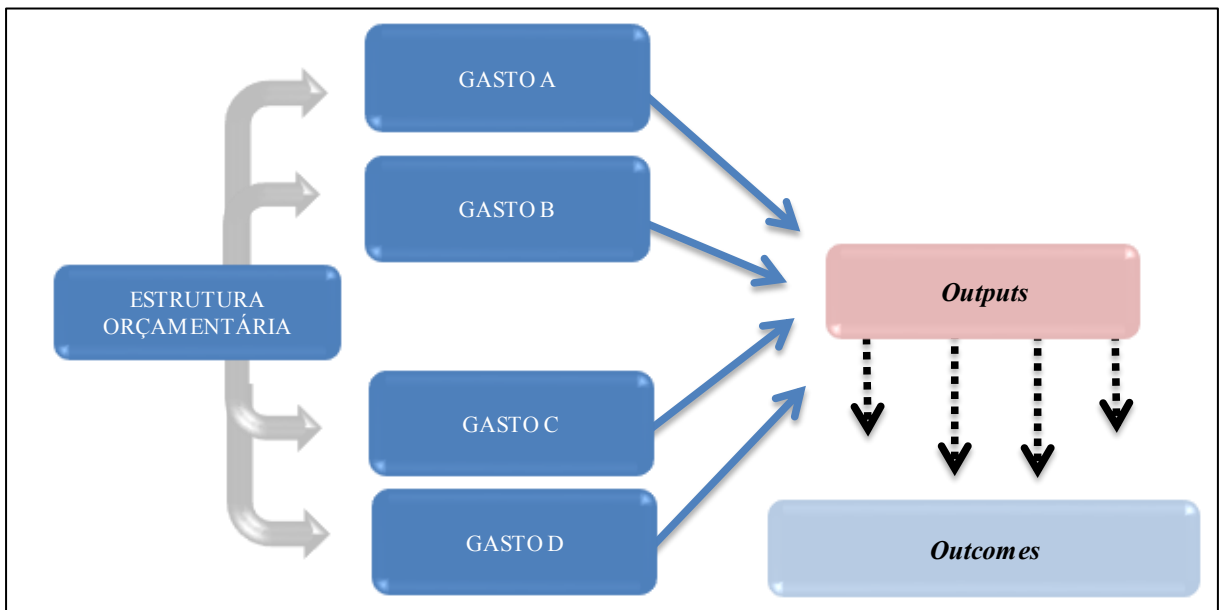 GASTO A
GASTO B
ESTRUTURA
ORÇAMENTÁRIA
GASTO C
GASTO D
Outputs
Outcomes